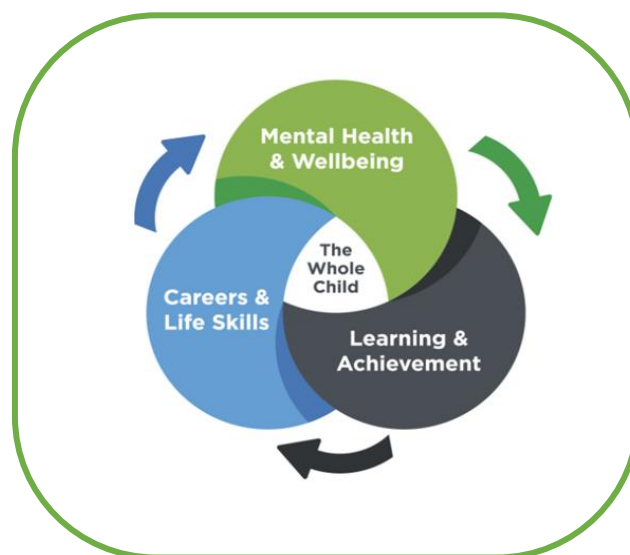 Mental Health
& Wellbeing
The
Whole
Child
Careers &
Life Skills
Learning &
Achievement